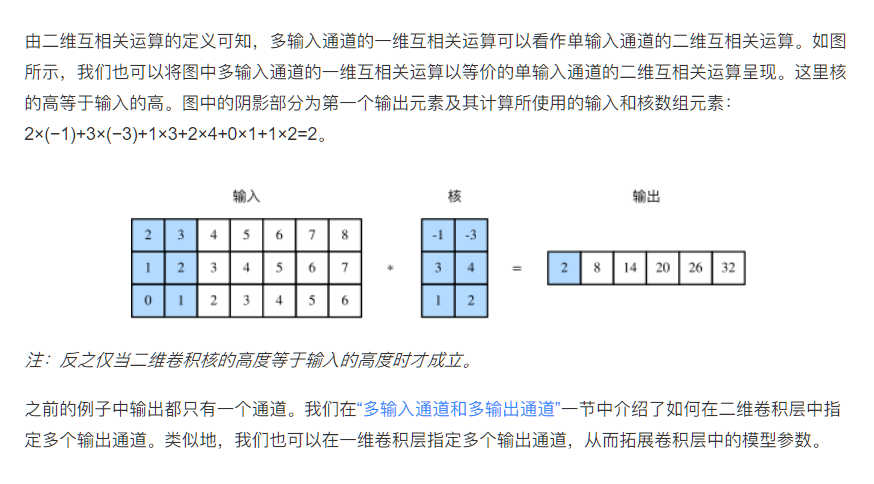 由二维互相关运算的定义可知，多输入通道的一维互相关运算可以看作单输入通道的二维互相关运算。如图
所示，我们也可以将图中多输入通道的一维互相关运算以等价的单输入通道的二维互相关运算呈现。这里核
的高等于输入的高。图中的阴影部分为第一个输出元素及其计算所使用的输入和核数组元素：
2×(−1)+3×(−3)+1×3+2×4+0×1+1×2=2。
输入 核 输出
2 3 4 5 6 7 8 -1 -3
1 2 3 4 5 6 7 * 3 4 = 2 8 14 20 26 32
0 1 2 3 4 5 6 1 2
注：反之仅当二维卷积核的高度等于输入的高度时才成立。
之前的例子中输出都只有一个通道。我们在“多输入通道和多输出通道”一节中介绍了如何在二维卷积层中指
定多个输出通道。类似地，我们也可以在一维卷积层指定多个输出通道，从而拓展卷积层中的模型参数。